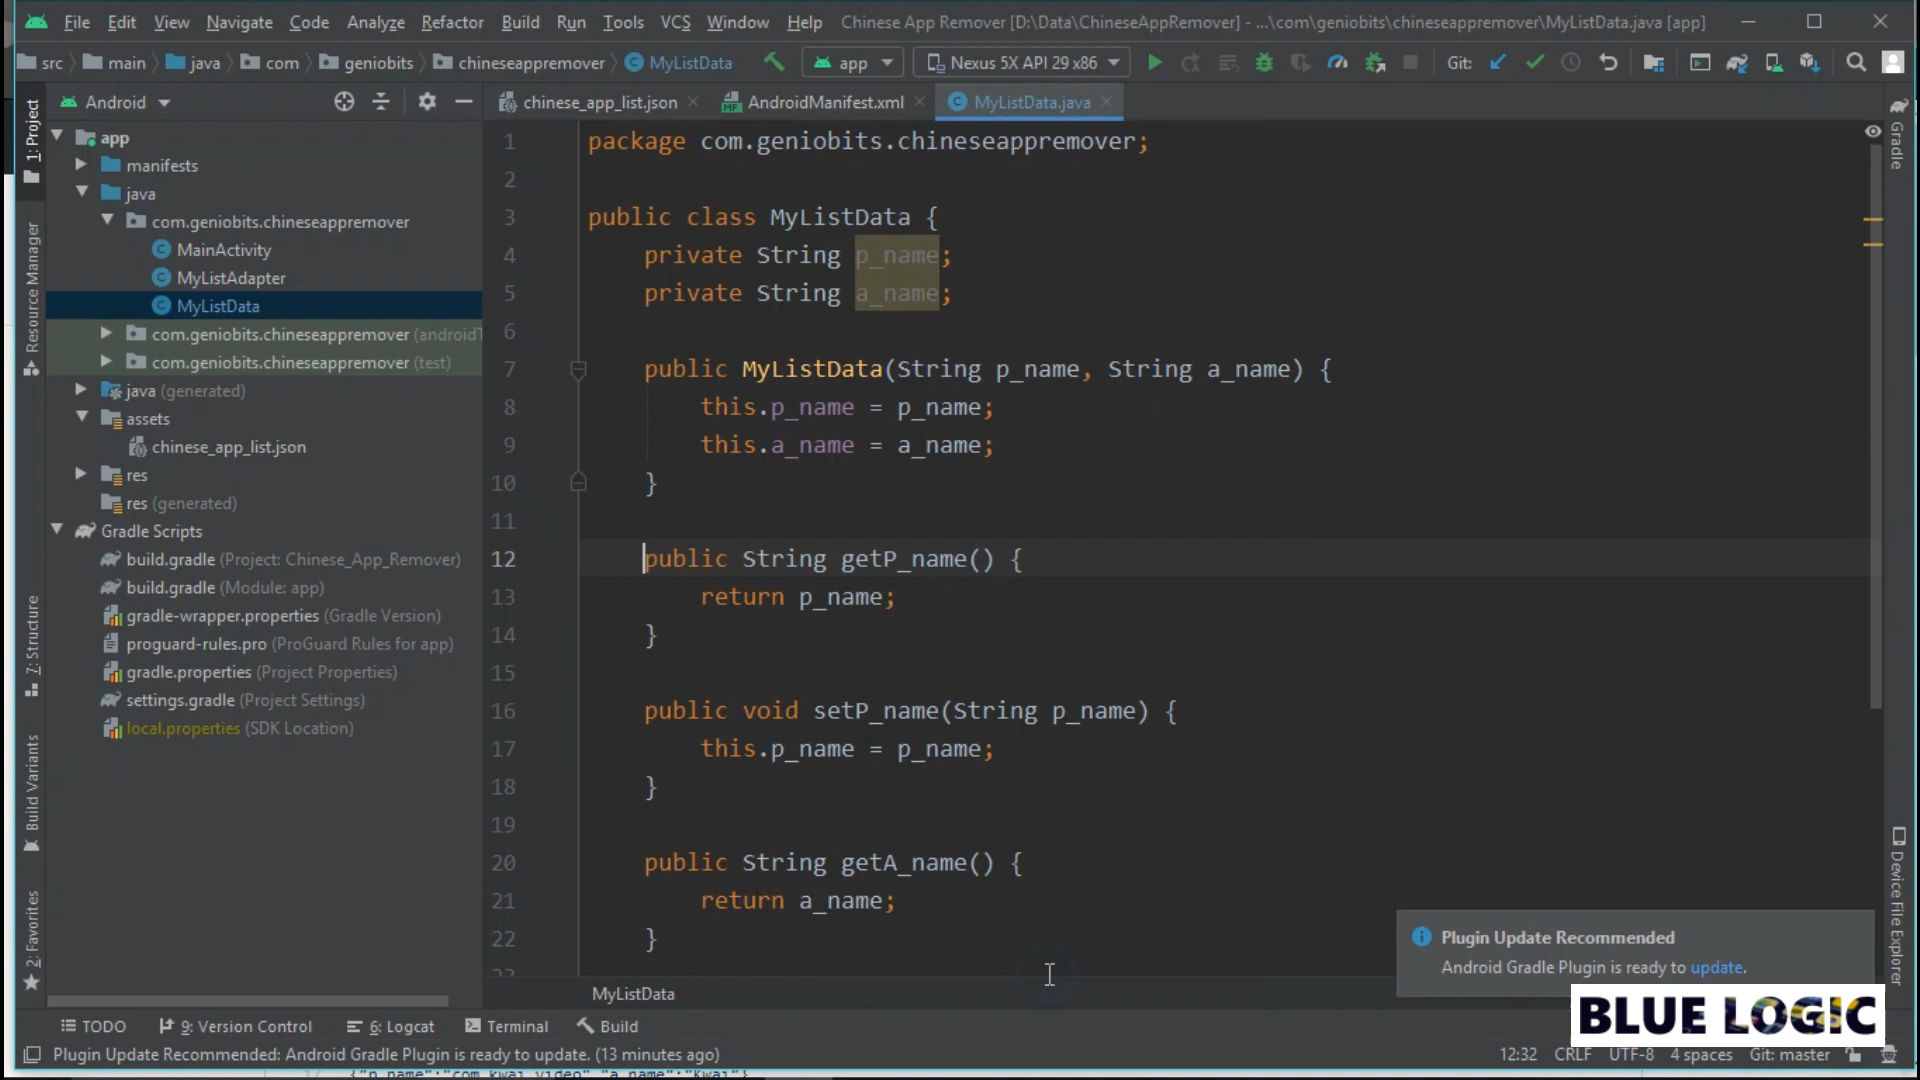 File Edit View Navigate Code Analyze Refactor Build Run Tools VCS Window Help Chinese App Remover [D:\Data\ChineseAppRemover] - ...\com\geniobits\chineseappremover\MyListData.java [app]
src main java com geniobits chineseappremover MyListData app Nexus 5X API 29 x86 Git:
Android
chinese_app_list.json AndroidManifest.xml MyListData.java
1: Project
Resource Manager
7: Structure
Build Variants
2: Favorites
app
manifests
java
com.geniobits.chineseappremover
MainActivity
MyListAdapter
MyListData
com.geniobits.chineseappremover (androidT
com.geniobits.chineseappremover (test)
java (generated)
assets
chinese_app_list.json
res
res (generated)
Gradle Scripts
build.gradle (Project: Chinese_App_Remover)
build.gradle (Module: app)
gradle-wrapper.properties (Gradle Version)
proguard-rules.pro (ProGuard Rules for app)
gradle.properties (Project Properties)
settings.gradle (Project Settings)
local.properties (SDK Location)
1 package com.geniobits.chineseappremover;
2
3 public class MyListData {
4 private String p_name;
5 private String a_name;
6
7 public MyListData(String p_name, String a_name) {
8 this.p_name = p_name;
9 this.a_name = a_name;
10 }
11
12 public String getP_name() {
13 return p_name;
14 }
15
16 public void setP_name(String p_name) {
17 this.p_name = p_name;
18 }
19
20 public String getA_name() {
21 return a_name;
22 }
23
MyListData
Gradle
Device File Explorer
Plugin Update Recommended
Android Gradle Plugin is ready to update.
BLUE LOGIC
TODO 9: Version Control 6: Logcat Terminal Build
Plugin Update Recommended: Android Gradle Plugin is ready to update. (13 minutes ago) 12:32 CRLF UTF-8 4 spaces Git: master
{"p_name":"com.kwai.video","a_name":"Kwai"}